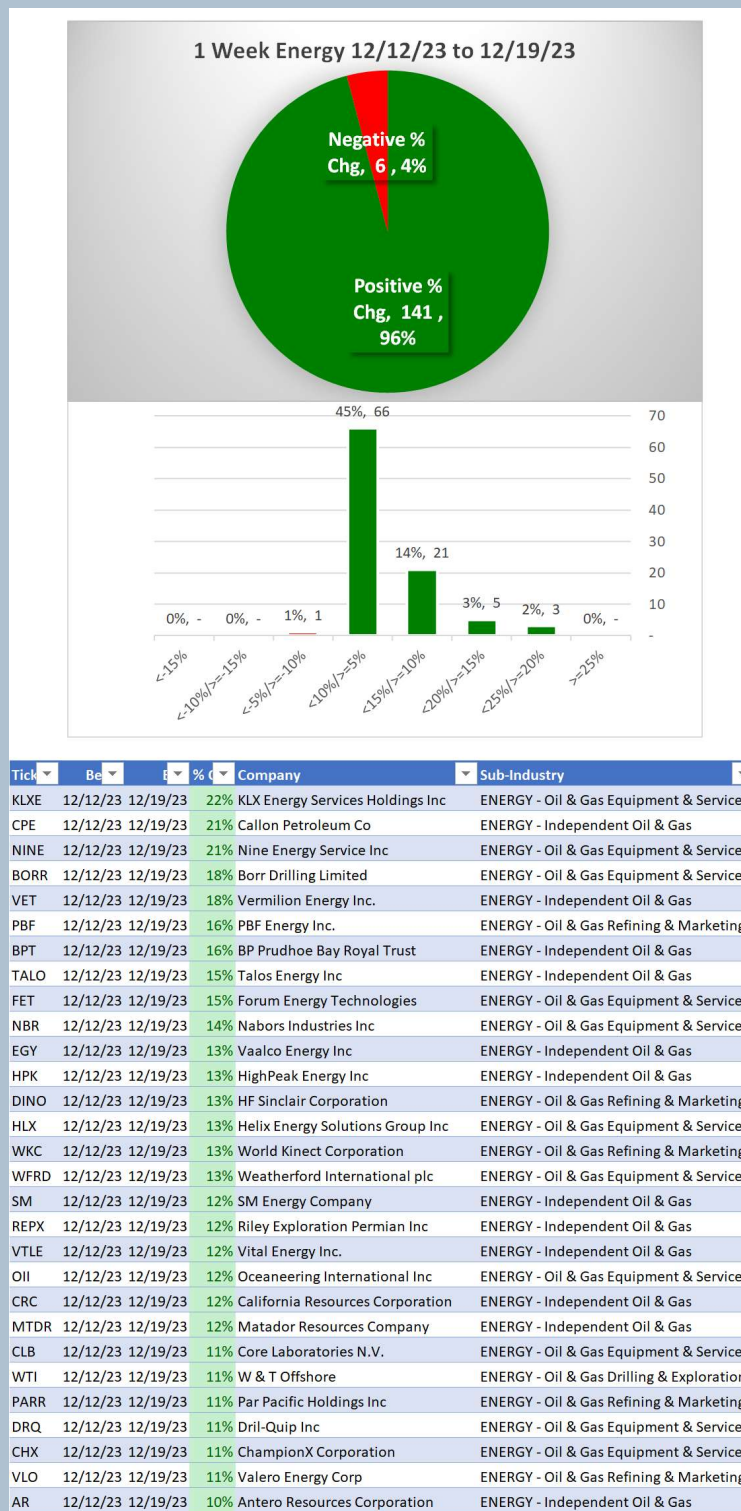 1 Week Energy 12/12/23 to 12/19/23
Negative %
Chg, 6 , 4%
Positive %
Chg, 141 ,
96%
45%, 66
70
60
50
40
30
14%, 21
20
3%, 5
2%, 3
10
0%, -
0%, -
1%, 1
0%, -
-
<-15%
<-10%/>=-15%
<-5%/>=-10%
<10%/>=5%
<15%/>=10%
<20%/>=15%
<25%/>=20%
>=25%
Tick Be E % C Company Sub-Industry
KLXE 12/12/23 12/19/23 22% KLX Energy Services Holdings Inc ENERGY - Oil & Gas Equipment & Service
CPE 12/12/23 12/19/23 21% Callon Petroleum Co ENERGY - Independent Oil & Gas
NINE 12/12/23 12/19/23 21% Nine Energy Service Inc ENERGY - Oil & Gas Equipment & Service
BORR 12/12/23 12/19/23 18% Borr Drilling Limited ENERGY - Oil & Gas Equipment & Service
VET 12/12/23 12/19/23 18% Vermilion Energy Inc. ENERGY - Independent Oil & Gas
PBF 12/12/23 12/19/23 16% PBF Energy Inc. ENERGY - Oil & Gas Refining & Marketing
BPT 12/12/23 12/19/23 16% BP Prudhoe Bay Royal Trust ENERGY - Independent Oil & Gas
TALO 12/12/23 12/19/23 15% Talos Energy Inc ENERGY - Independent Oil & Gas
FET 12/12/23 12/19/23 15% Forum Energy Technologies ENERGY - Oil & Gas Equipment & Service
NBR 12/12/23 12/19/23 14% Nabors Industries Inc ENERGY - Oil & Gas Equipment & Service
EGY 12/12/23 12/19/23 13% Vaalco Energy Inc ENERGY - Independent Oil & Gas
HPK 12/12/23 12/19/23 13% HighPeak Energy Inc ENERGY - Independent Oil & Gas
DINO 12/12/23 12/19/23 13% HF Sinclair Corporation ENERGY - Oil & Gas Refining & Marketing
HLX 12/12/23 12/19/23 13% Helix Energy Solutions Group Inc ENERGY - Oil & Gas Equipment & Service
WKC 12/12/23 12/19/23 13% World Kinect Corporation ENERGY - Oil & Gas Refining & Marketing
WFRD 12/12/23 12/19/23 13% Weatherford International plc ENERGY - Oil & Gas Equipment & Service
SM 12/12/23 12/19/23 12% SM Energy Company ENERGY - Independent Oil & Gas
REPX 12/12/23 12/19/23 12% Riley Exploration Permian Inc ENERGY - Independent Oil & Gas
VTLE 12/12/23 12/19/23 12% Vital Energy Inc. ENERGY - Independent Oil & Gas
OII 12/12/23 12/19/23 12% Oceaneering International Inc ENERGY - Oil & Gas Equipment & Service
CRC 12/12/23 12/19/23 12% California Resources Corporation ENERGY - Independent Oil & Gas
MTDR 12/12/23 12/19/23 12% Matador Resources Company ENERGY - Independent Oil & Gas
CLB 12/12/23 12/19/23 11% Core Laboratories N.V. ENERGY - Oil & Gas Equipment & Service
WTI 12/12/23 12/19/23 11% W & T Offshore ENERGY - Oil & Gas Drilling & Exploration
PARR 12/12/23 12/19/23 11% Par Pacific Holdings Inc ENERGY - Oil & Gas Refining & Marketing
DRQ 12/12/23 12/19/23 11% Dril-Quip Inc ENERGY - Oil & Gas Equipment & Service
CHX 12/12/23 12/19/23 11% ChampionX Corporation ENERGY - Oil & Gas Equipment & Service
VLO 12/12/23 12/19/23 11% Valero Energy Corp ENERGY - Oil & Gas Refining & Marketing
AR 12/12/23 12/19/23 10% Antero Resources Corporation ENERGY - Independent Oil & Gas